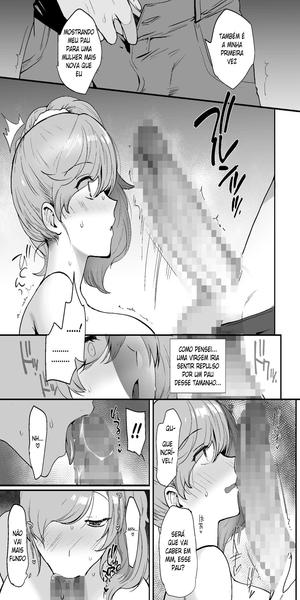 TAMBÉM É
A MINHA
PRIMEIRA
VEZ
MOSTRANDO
MEU PAU
PARA UMA
MULHER MAIS
NOVA QUE
EU
........
........!
COMO PENSEI...
UMA VIRGEM IRIA
SENTIR REPULSO
POR UM PAU
DESSE TAMANHO...
QU-
QUE
INCRÍ-
VEL!
SERÁ
QUE VAI
CABER EM
MIM, ESSE
PAU?
NH...
NÃO
VAI MAIS
FUNDO